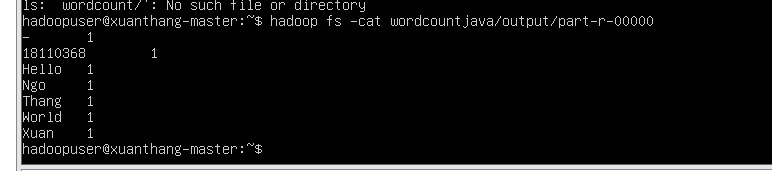 ls: `wordcount/': No such file or directory
hadoopuser@xuanthang-master:~$ hadoop fs -cat wordcountjava/output/part-r-00000
- 1
18110368 1
Hello 1
Ngo 1
Thang 1
World 1
Xuan 1
hadoopuser@xuanthang-master:~$